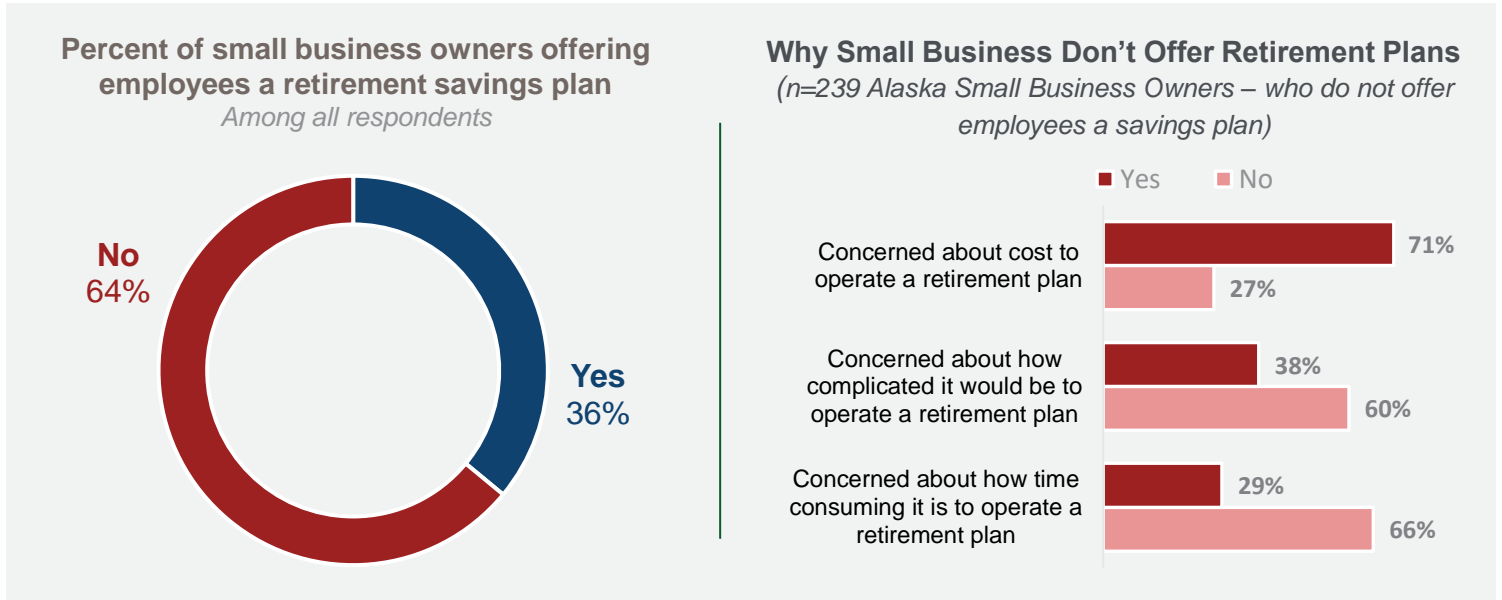 Percent of small business owners offering
employees a retirement savings plan
Among all respondents
No
64%
Yes
36%
Why Small Business Don't Offer Retirement Plans
(n=239 Alaska Small Business Owners – who do not offer
employees a savings plan)
Yes
No
Concerned about cost to
operate a retirement plan
71%
27%
Concerned about how
complicated it would be to
operate a retirement plan
38%
60%
Concerned about how time
consuming it is to operate a
retirement plan
29%
66%